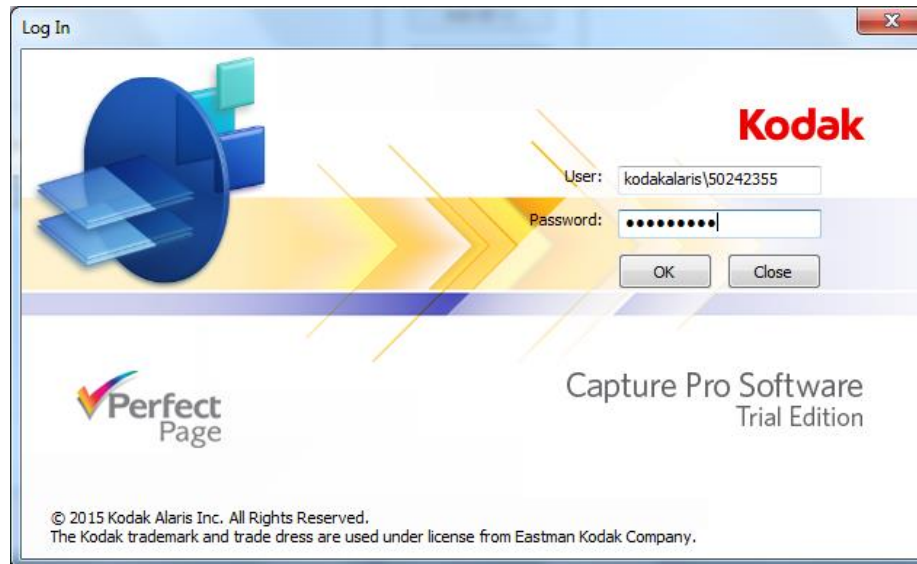 Log In
Kodak
User: kodakalaris\50242355
Password: •••••••••
OK Close
Perfect
Page
Capture Pro Software
Trial Edition
© 2015 Kodak Alaris Inc. All Rights Reserved.
The Kodak trademark and trade dress are used under license from Eastman Kodak Company.